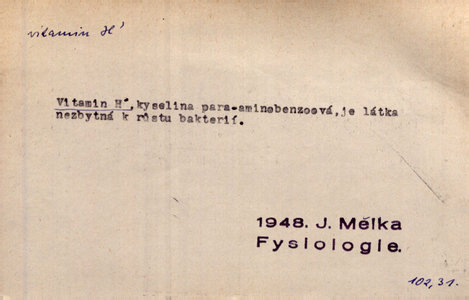 vitamin H'
Vitamin H', kyselina para-aminobenzoová, je látka
nezbytná k růstu bakterií.
1948. J. Mělka
Fysiologie.
102,31.